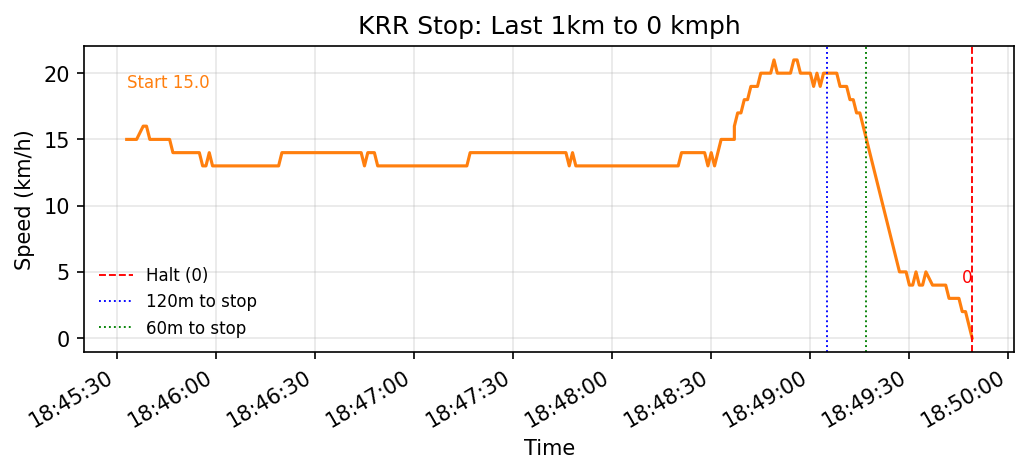 KRR Stop: Last 1km to 0 kmph
Speed (km/h)
20
15
10
5
0
Start 15.0
0
Halt (0)
120m to stop
60m to stop
18:45:30
18:46:00
18:46:30
18:47:00
18:47:30
18:48:00
18:48:30
18:49:00
18:49:30
18:50:00
Time